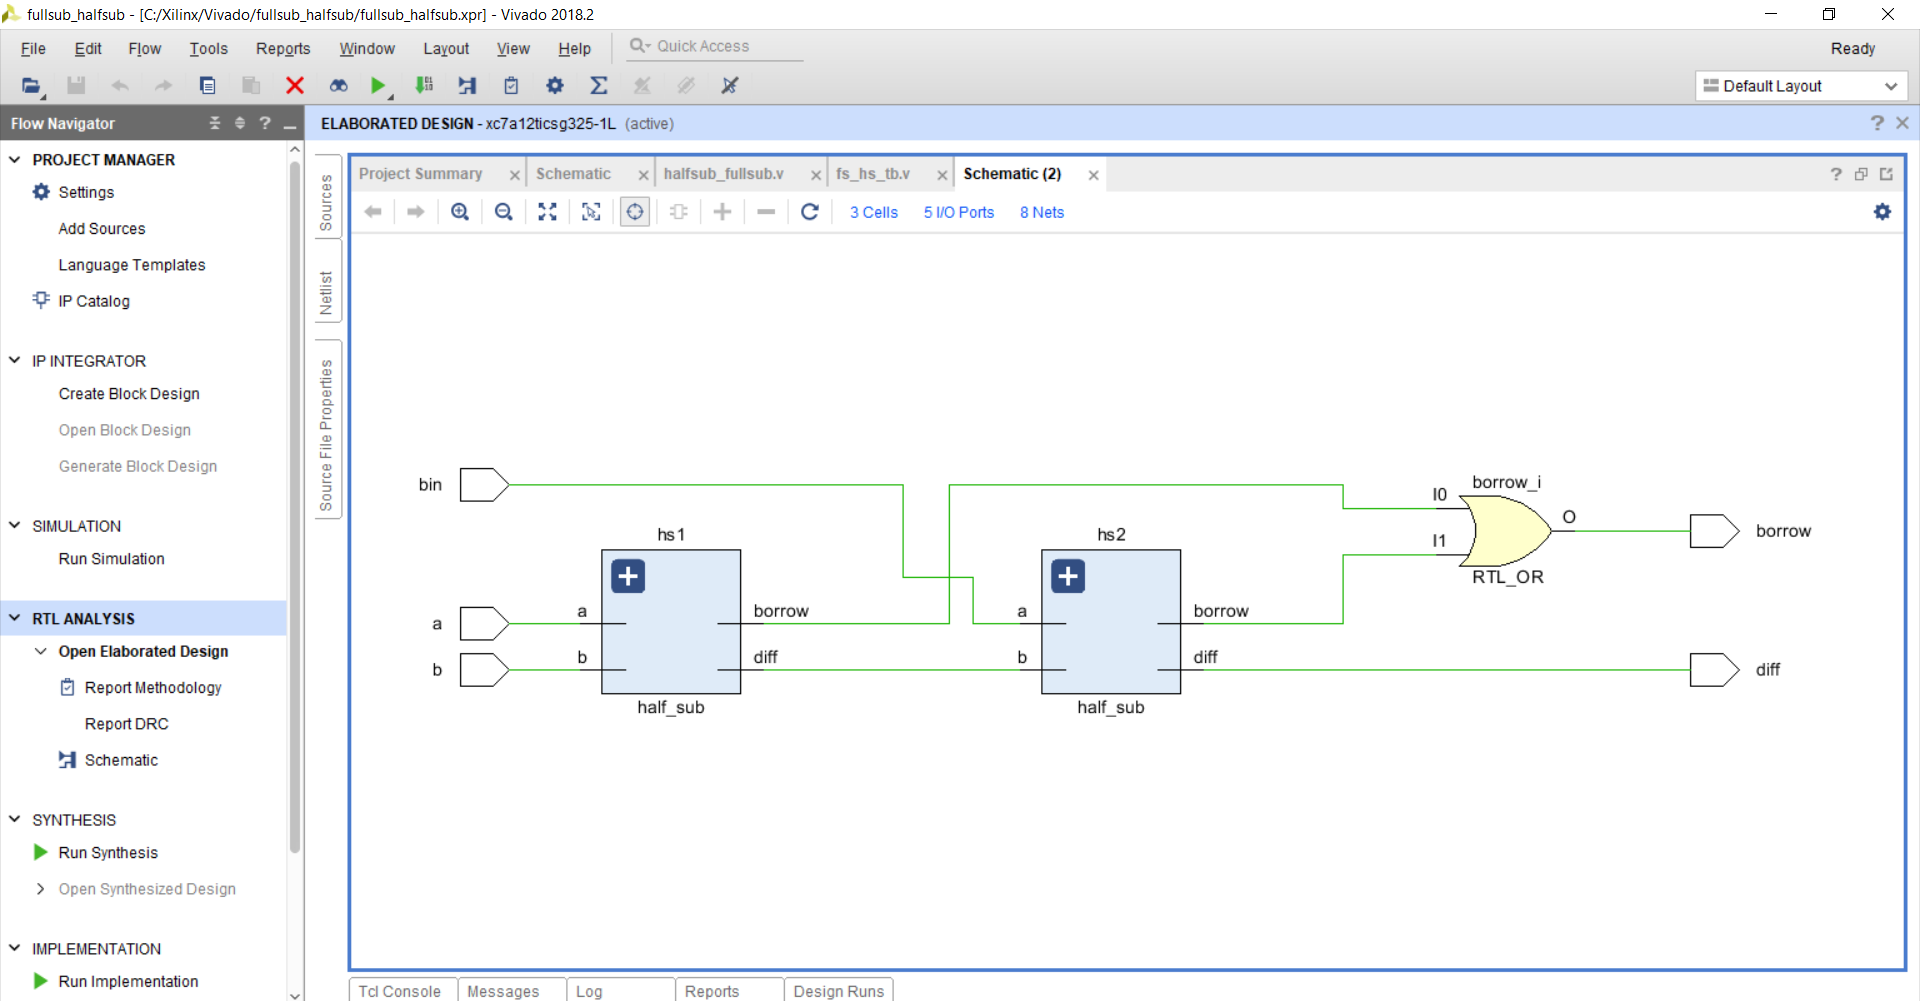 fullsub_halfsub - [C:/Xilinx/Vivado/fullsub_halfsub/fullsub_halfsub.xpr] - Vivado 2018.2
File Edit Flow Tools Reports Window Layout View Help Quick Access Ready
Default Layout
Flow Navigator
ELABORATED DESIGN - xc7a12ticsg325-1L (active)
PROJECT MANAGER
Settings
Add Sources
Language Templates
IP Catalog
IP INTEGRATOR
Create Block Design
Open Block Design
Generate Block Design
SIMULATION
Run Simulation
RTL ANALYSIS
Open Elaborated Design
Report Methodology
Report DRC
Schematic
SYNTHESIS
Run Synthesis
Open Synthesized Design
IMPLEMENTATION
Run Implementation
Sources
Netlist
Source File Properties
Project Summary Schematic halfsub_fullsub.v fs_hs_tb.v Schematic (2)
3 Cells 5 I/O Ports 8 Nets
bin
a
b
hs1
a
b
borrow
diff
half_sub
hs2
a
b
borrow
diff
half_sub
borrow_i
I0
I1
O
RTL_OR
borrow
diff
Tcl Console Messages Log Reports Design Runs